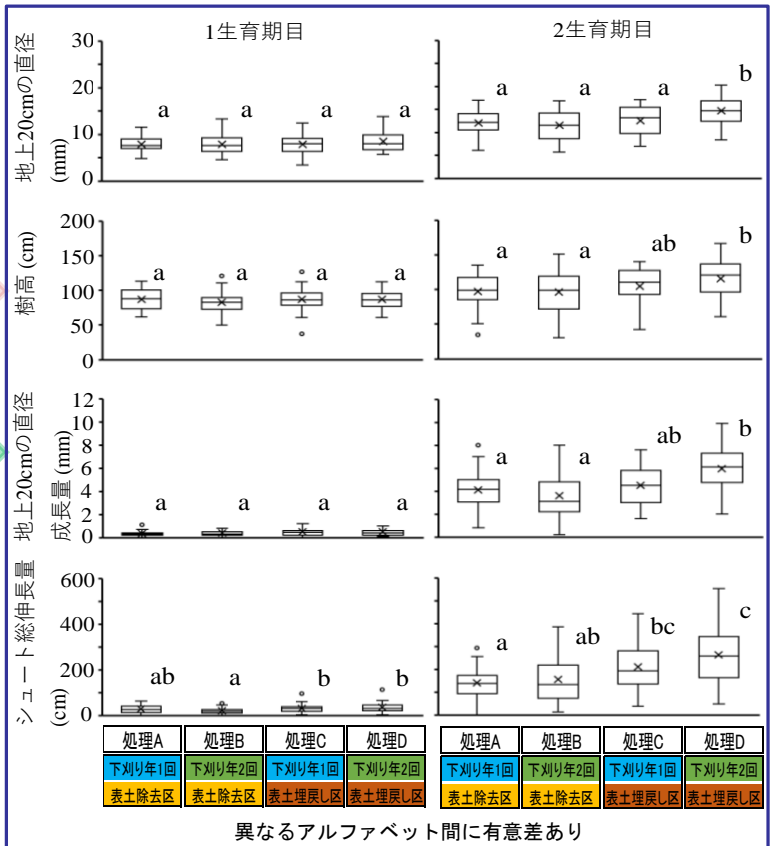 1生育期目 2生育期目
地上20cmの直径
(mm)
30
20
10
0
a a a a
a a a b
樹高 (cm)
200
150
100
50
0
a a a a
a a ab b
地上20cmの直径
成長量 (mm)
12
10
8
6
4
2
0
a a a a
a a ab b
シュート総伸長量
(cm)
600
400
200
0
ab a b b
a ab bc c
処理A 処理B 処理C 処理D 処理A 処理B 処理C 処理D
下刈り年1回 下刈り年2回 下刈り年1回 下刈り年2回 下刈り年1回 下刈り年2回 下刈り年1回 下刈り年2回
表土除去区 表土除去区 表土埋戻し区 表土埋戻し区 表土除去区 表土除去区 表土埋戻し区 表土埋戻し区
異なるアルファベット間に有意差あり